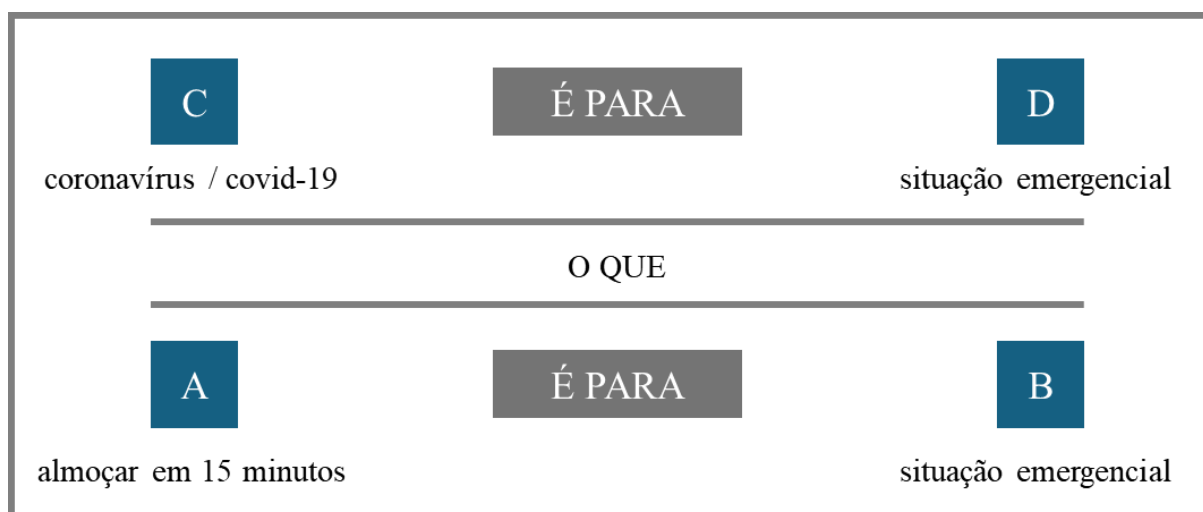 C É PARA D
coronavírus / covid-19 situação emergencial
O QUE
A É PARA B
almoçar em 15 minutos situação emergencial